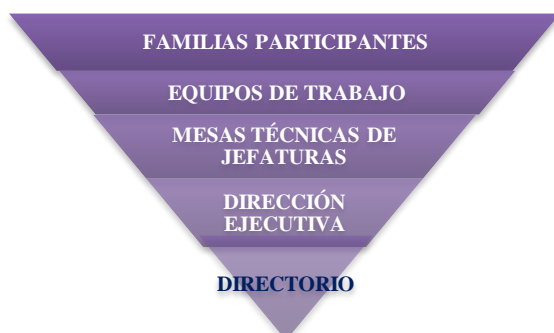 FAMILIAS PARTICIPANTES
EQUIPOS DE TRABAJO
MESAS TÉCNICAS DE
JEFATURAS
DIRECCIÓN
EJECUTIVA
DIRECTORIO